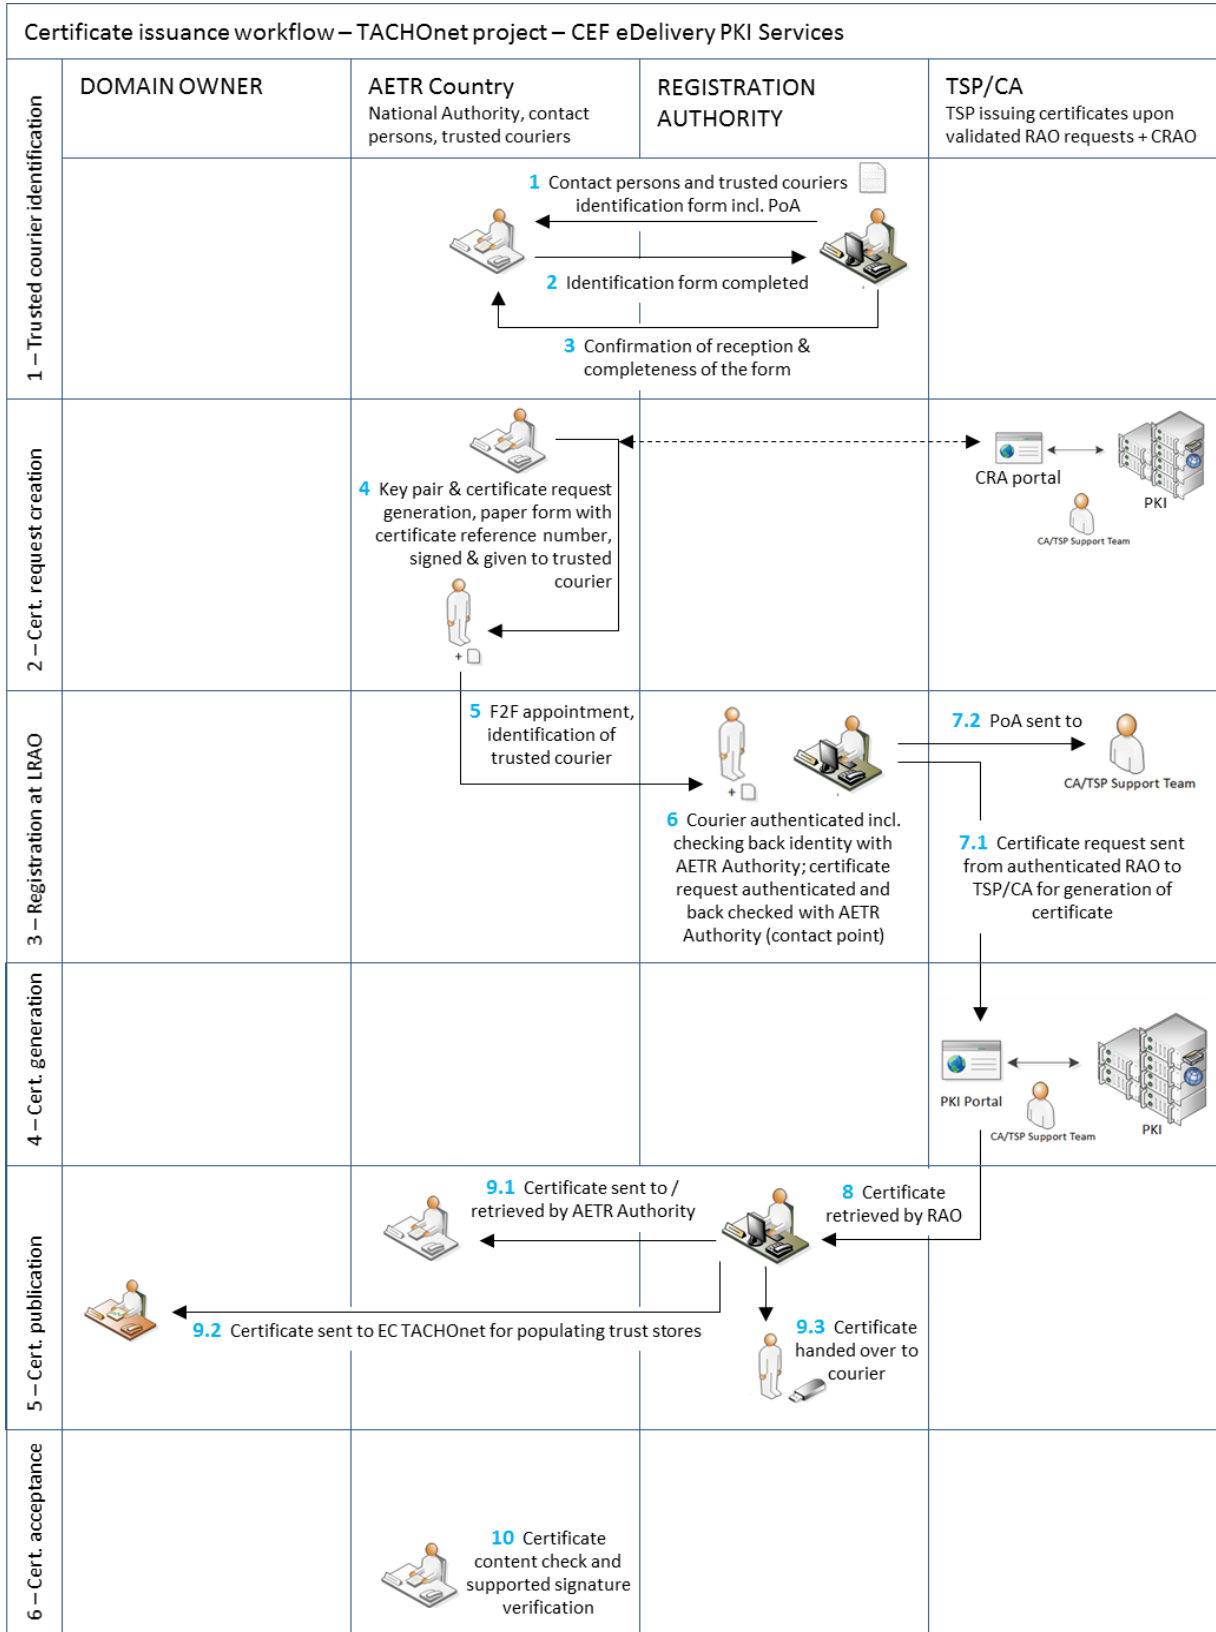 Certificate issuance workflow – TACHOnet project – CEF eDelivery PKI Services
DOMAIN OWNER
AETR Country
National Authority, contact
persons, trusted couriers
REGISTRATION
AUTHORITY
TSP/CA
TSP issuing certificates upon
validated RAO requests + CRAO
1 – Trusted courier identification
1 Contact persons and trusted couriers
identification form incl. PoA
2 Identification form completed
3 Confirmation of reception &
completeness of the form
2 – Cert. request creation
4 Key pair & certificate request
generation, paper form with
certificate reference number,
signed & given to trusted
courier
+
CRA portal
PKI
CA/TSP Support Team
3 – Registration at LRAO
5 F2F appointment,
identification of
trusted courier
+
6 Courier authenticated incl.
checking back identity with
AETR Authority; certificate
request authenticated and
back checked with AETR
Authority (contact point)
7.2 PoA sent to
CA/TSP Support Team
7.1 Certificate request sent
from authenticated RAO to
TSP/CA for generation of
certificate
4 – Cert. generation
PKI Portal
CA/TSP Support Team
PKI
5 – Cert. publication
9.1 Certificate sent to /
retrieved by AETR Authority
8 Certificate
retrieved by RAO
9.2 Certificate sent to EC TACHOnet for populating trust stores
9.3 Certificate
handed over to
courier
6 – Cert. acceptance
10 Certificate
content check and
supported signature
verification